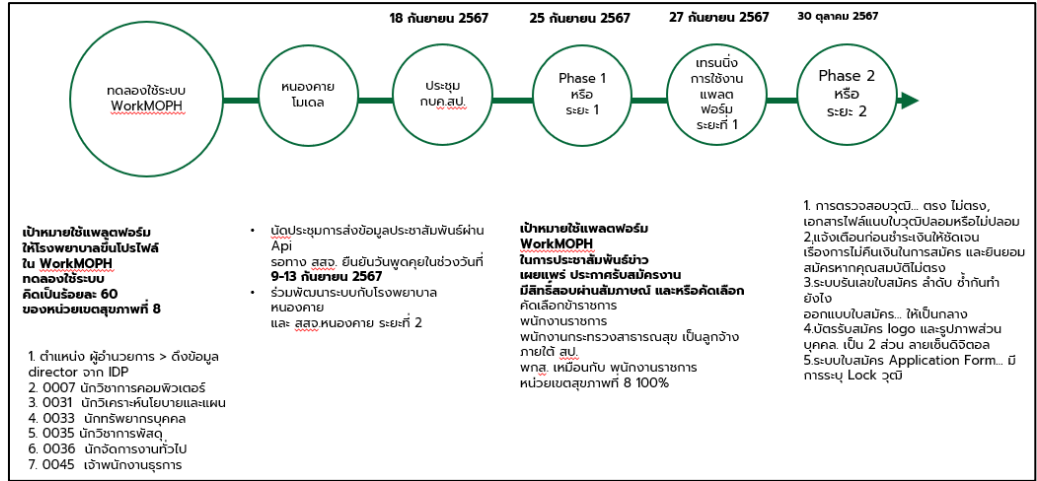 18 กันยายน 2567
25 กันยายน 2567
27 กันยายน 2567
30 ตุลาคม 2567
ทดลองใช้ระบบ
WorkMOPH
หนองคาย
โมเดล
ประชุม
กบค.สป.
Phase 1
หรือ
ระยะ 1
เทรนนิ่ง
การใช้งาน
แพลต
ฟอร์ม
ระยะที่ 1
Phase 2
หรือ
ระยะ 2
เป้าหมายใช้แพลตฟอร์ม
ให้โรงพยาบาลขึ้นโปรไฟล์
ใน WorkMOPH
ทดลองใช้ระบบ
คิดเป็นร้อยละ 60
ของหน่วยเขตสุขภาพที่ 8
1. ตำแหน่ง ผู้อำนวยการ > ดึงข้อมูล
director จาก IDP
2. 0007 นักวิชาการคอมพิวเตอร์
3. 0031 นักวิเคราะห์นโยบายและแผน
4. 0033 นักทรัพยากรบุคคล
5. 0035 นักวิชาการพัสดุ
6. 0036 นักจัดการงานทั่วไป
7. 0045 เจ้าพนักงานธุรการ
• นัดประชุมการส่งข้อมูลประชาสัมพันธ์ผ่าน
Api
รอทาง สสจ. ยืนยันวันพูดคุยในช่วงวันที่
9-13 กันยายน 2567
• ร่วมพัฒนาระบบกับโรงพยาบาล
หนองคาย
และ สสจ.หนองคาย ระยะที่ 2
เป้าหมายใช้แพลตฟอร์ม
WorkMOPH
ในการประชาสัมพันธ์ข่าว
เผยแพร่ ประกาศรับสมัครงาน
มีสิทธิ์สอบผ่านสัมภาษณ์ และหรือคัดเลือก
คัดเลือกข้าราชการ
พนักงานราชการ
พนักงานกระทรวงสาธารณสุข เป็นลูกจ้าง
ภายใต้ สป.
พกส. เหมือนกับ พนักงานราชการ
หน่วยเขตสุขภาพที่ 8 100%
1. การตรวจสอบวุฒิ... ตรง ไม่ตรง,
เอกสารไฟล์แนบใบวุฒิปลอมหรือไม่ปลอม
2,แจ้งเตือนก่อนชำระเงินให้ชัดเจน
เรื่องการไม่คืนเงินในการสมัคร และยินยอม
สมัครหากคุณสมบัติไม่ตรง
3.ระบบรันเลขใบสมัคร ลำดับ ซ้ำกันทำ
ยังไง
ออกแบบใบสมัคร... ให้เป็นกลาง
4.บัตรรับสมัคร logo และรูปภาพส่วน
บุคคล. เป็น 2 ส่วน ลายเซ็นดิจิตอล
5.ระบบใบสมัคร Application Form... มี
การระบุ Lock วุฒิ